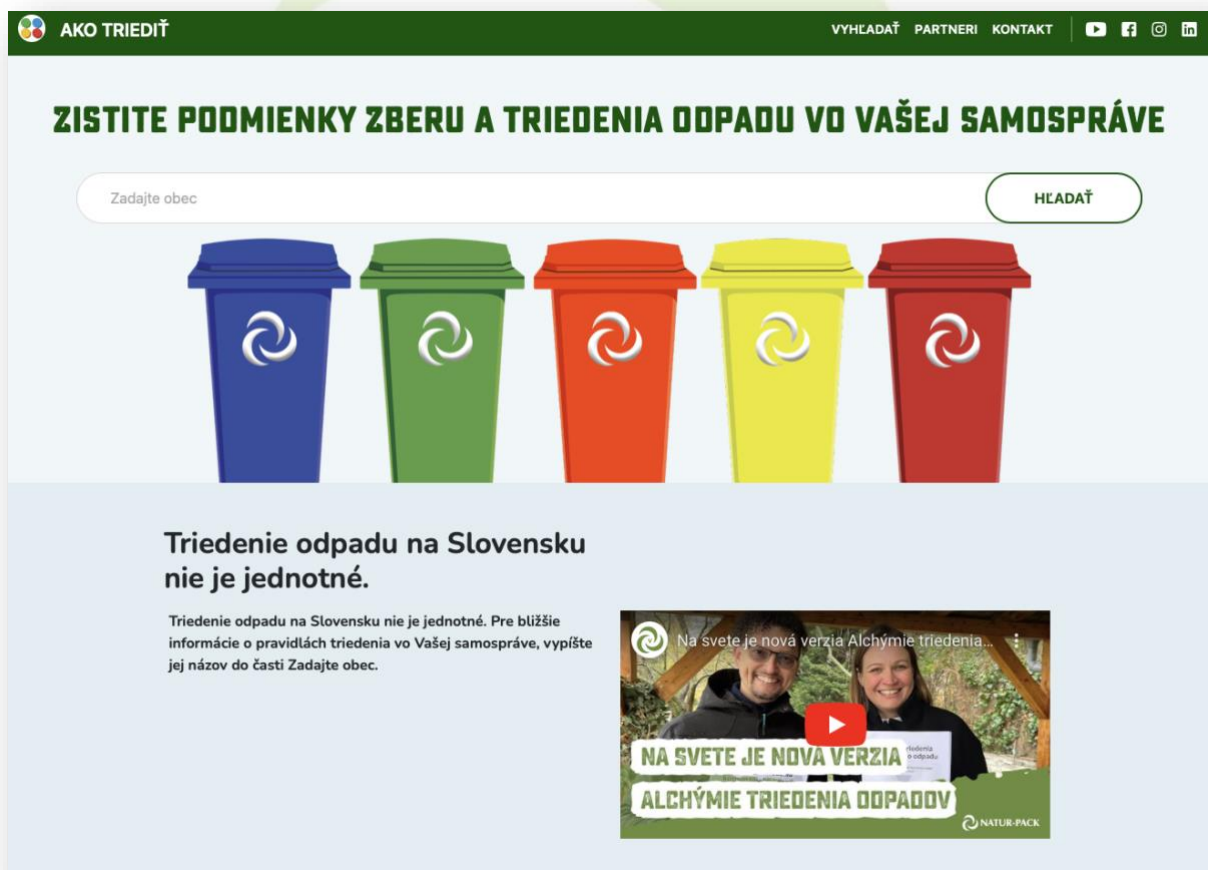 AKO TRIEDIŤ
VYHĽADAŤ PARTNERI KONTAKT
ZISTITE PODMIENKY ZBERU A TRIEDENIA ODPADU VO VAŠEJ SAMOSPRÁVE
Zadajte obec
HĽADAŤ
Triedenie odpadu na Slovensku
nie je jednotné.
Triedenie odpadu na Slovensku nie je jednotné. Pre bližšie
informácie o pravidlách triedenia vo Vašej samospráve, vypíšte
jej názov do časti Zadajte obec.
Na svete je nová verzia Alchýmie triedenia...
NA SVETE JE NOVÁ VERZIA
ALCHÝMIE TRIEDENIA ODPADOV
NATUR-PACK